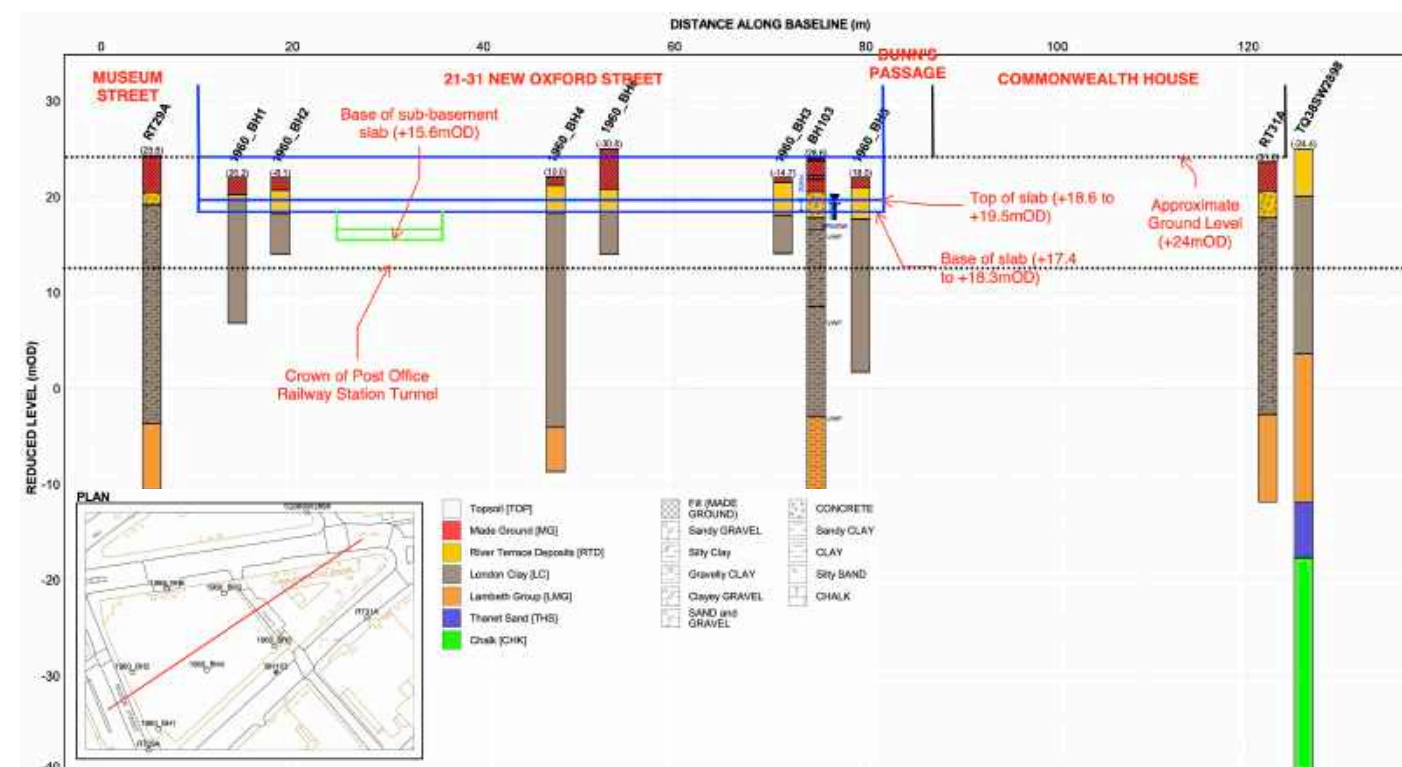 DISTANCE ALONG BASELINE (m)
0 20 40 60 80 100 120
MUSEUM
STREET
21-31 NEW OXFORD STREET
DUNN'S
PASSAGE
COMMONWEALTH HOUSE
30
20
10
0
-10
-20
-30
-40
REDUCED LEVEL (mOD)
RT29A
1960_BH1
1960_BH2
1960_BH4
1960_BH3
BH103
RT31A
TQ38SW2898
Base of sub-basement
slab (+15.6mOD)
Top of slab (+18.6 to
+19.5mOD)
Approximate
Ground Level
(+24mOD)
Base of slab (+17.4
to +18.3mOD)
Crown of Post Office
Railway Station Tunnel
PLAN
RT31A
1960_BH1
Topsoil [TOP]
Made Ground [MG]
River Terrace Deposits [RTD]
London Clay [LC]
Lambeth Group [LMG]
Thanet Sand [THS]
Chalk [CHK]
Fill (MADE
GROUND)
Sandy GRAVEL
Silty Clay
Gravelly CLAY
Clayey GRAVEL
SAND and
GRAVEL
CONCRETE
Sandy CLAY
CLAY
Silty SAND
CHALK